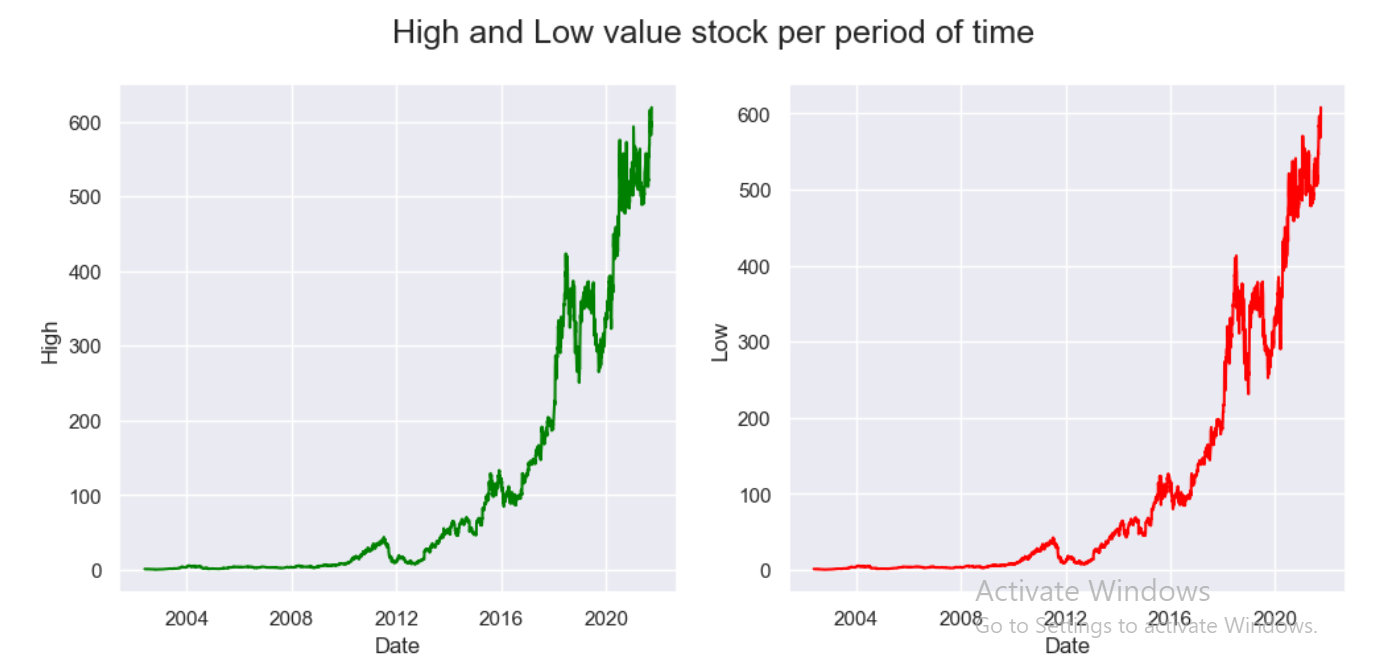 High and Low value stock per period of time
600
500
400
300
200
100
0
High
2004 2008 2012 2016 2020
Date
600
500
400
300
200
100
0
Low
2004 2008 2012 2016 2020
Date
Activate Windows
Go to Settings to activate Windows.